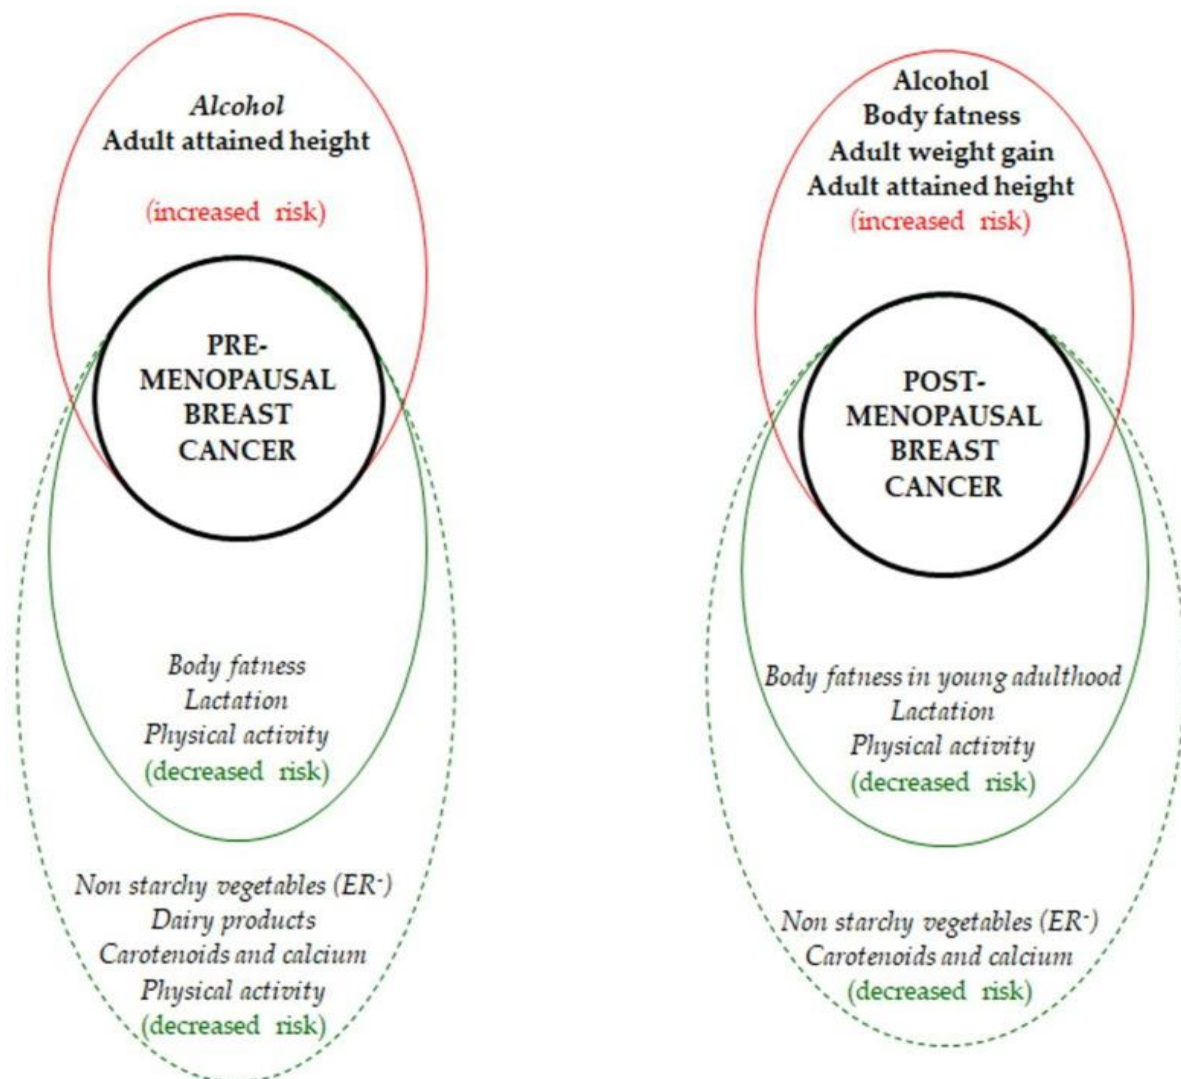 Alcohol
Adult attained height
(increased risk)
PRE-
MENOPAUSAL
BREAST
CANCER
Body fatness
Lactation
Physical activity
(decreased risk)
Non starchy vegetables (ER-)
Dairy products
Carotenoids and calcium
Physical activity
(decreased risk)
Alcohol
Body fatness
Adult weight gain
Adult attained height
(increased risk)
POST-
MENOPAUSAL
BREAST
CANCER
Body fatness in young adulthood
Lactation
Physical activity
(decreased risk)
Non starchy vegetables (ER-)
Carotenoids and calcium
(decreased risk)